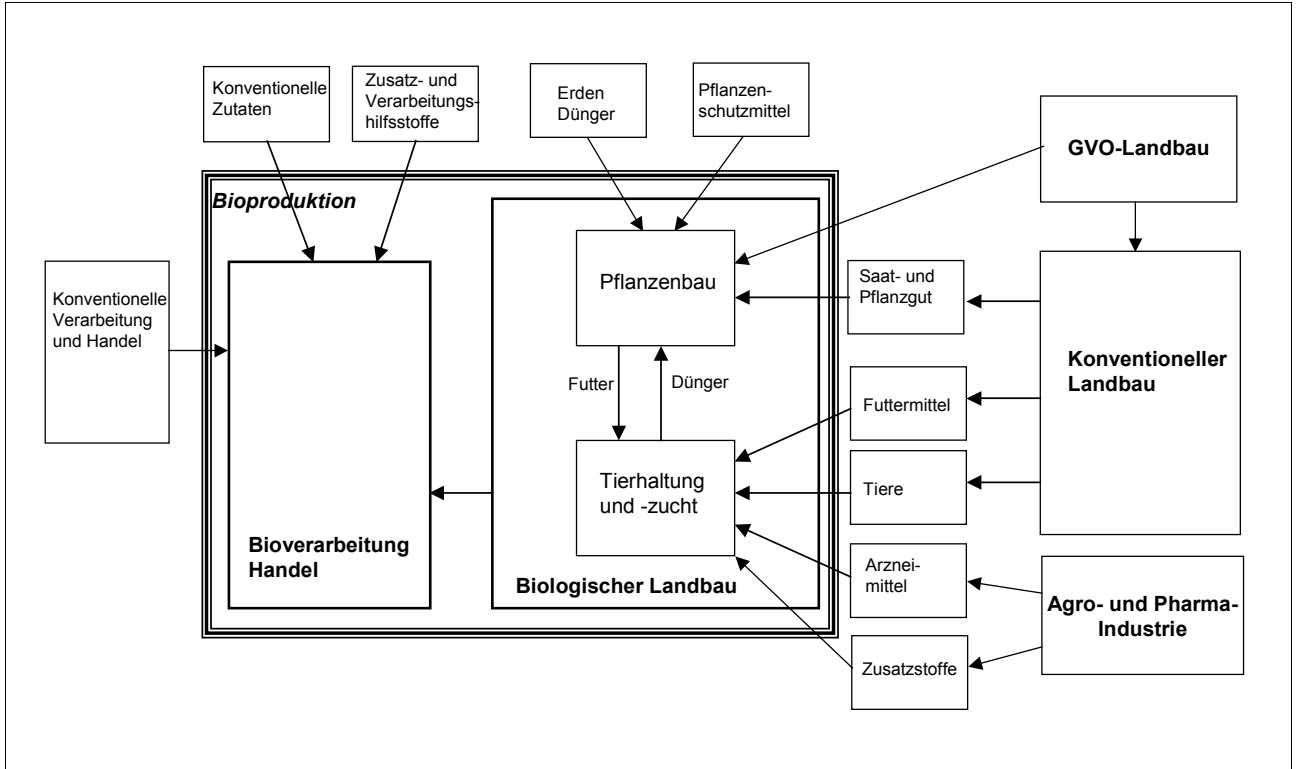 Konventionelle
Zutaten
Zusatz- und
Verarbeitungs-
hilfsstoffe
Erden
Dünger
Pflanzen-
schutzmittel
GVO-Landbau
Bioproduktion
Konventionelle
Verarbeitung
und Handel
Pflanzenbau
Saat- und
Pflanzgut
Konventioneller
Landbau
Futter
Dünger
Futtermittel
Tierhaltung
und -zucht
Tiere
Bioverarbeitung
Handel
Biologischer Landbau
Arznei-
mittel
Agro- und Pharma-
Industrie
Zusatzstoffe